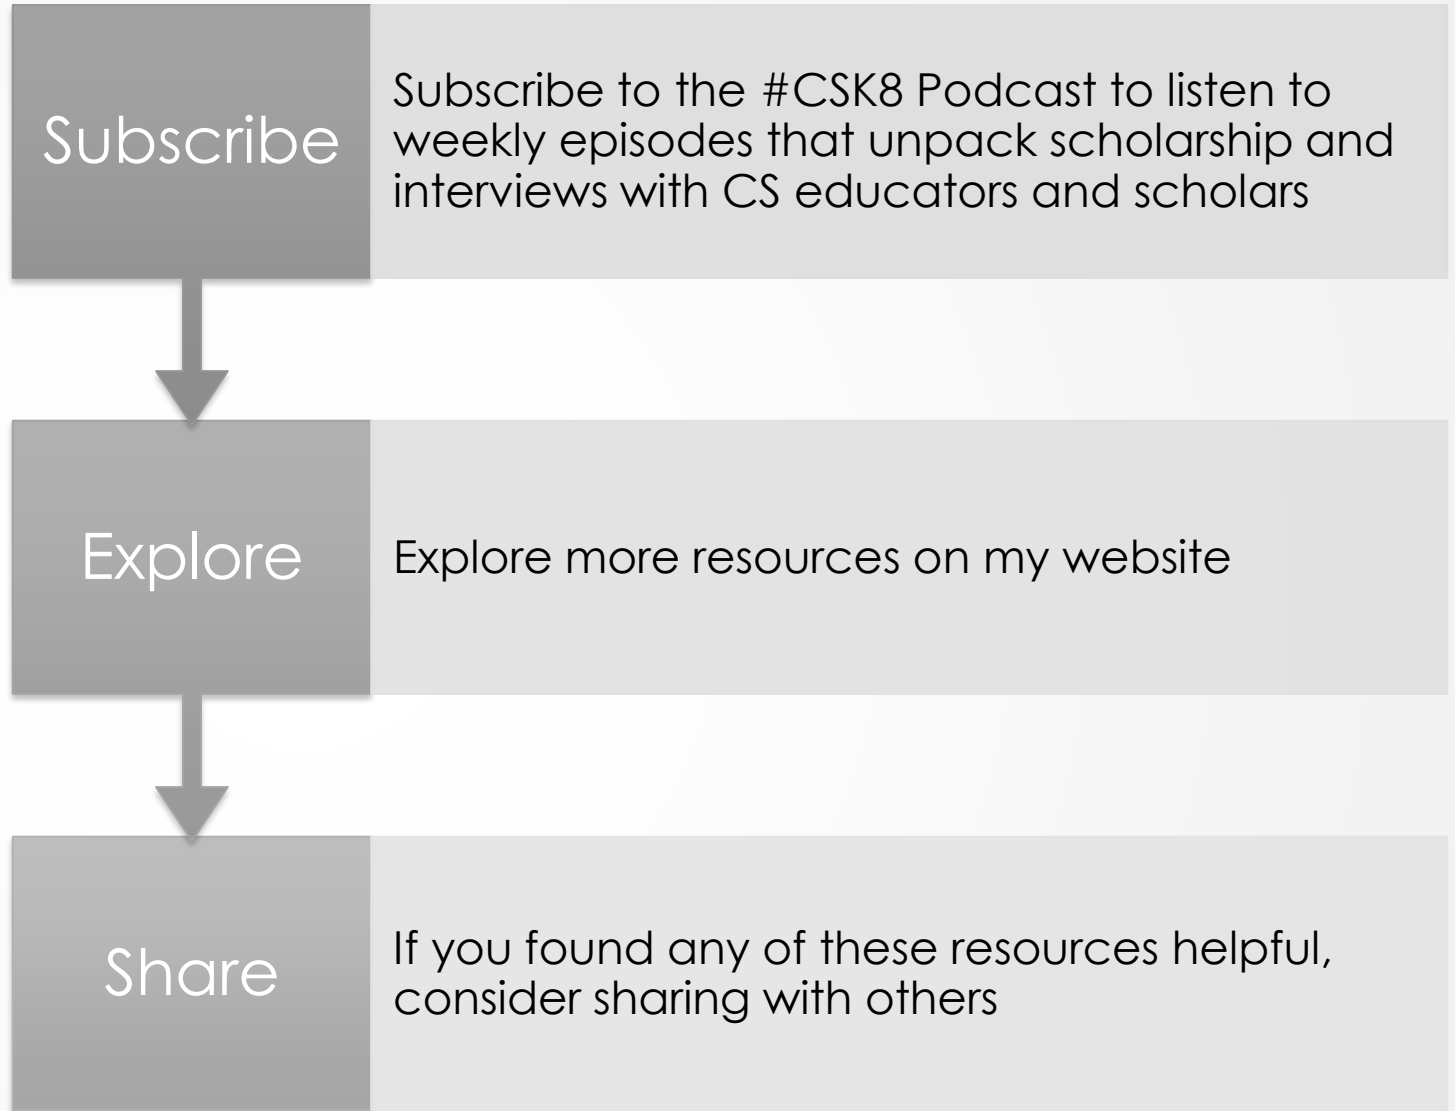 Subscribe
Subscribe to the #CSK8 Podcast to listen to
weekly episodes that unpack scholarship and
interviews with CS educators and scholars
Explore
Explore more resources on my website
Share
If you found any of these resources helpful,
consider sharing with others